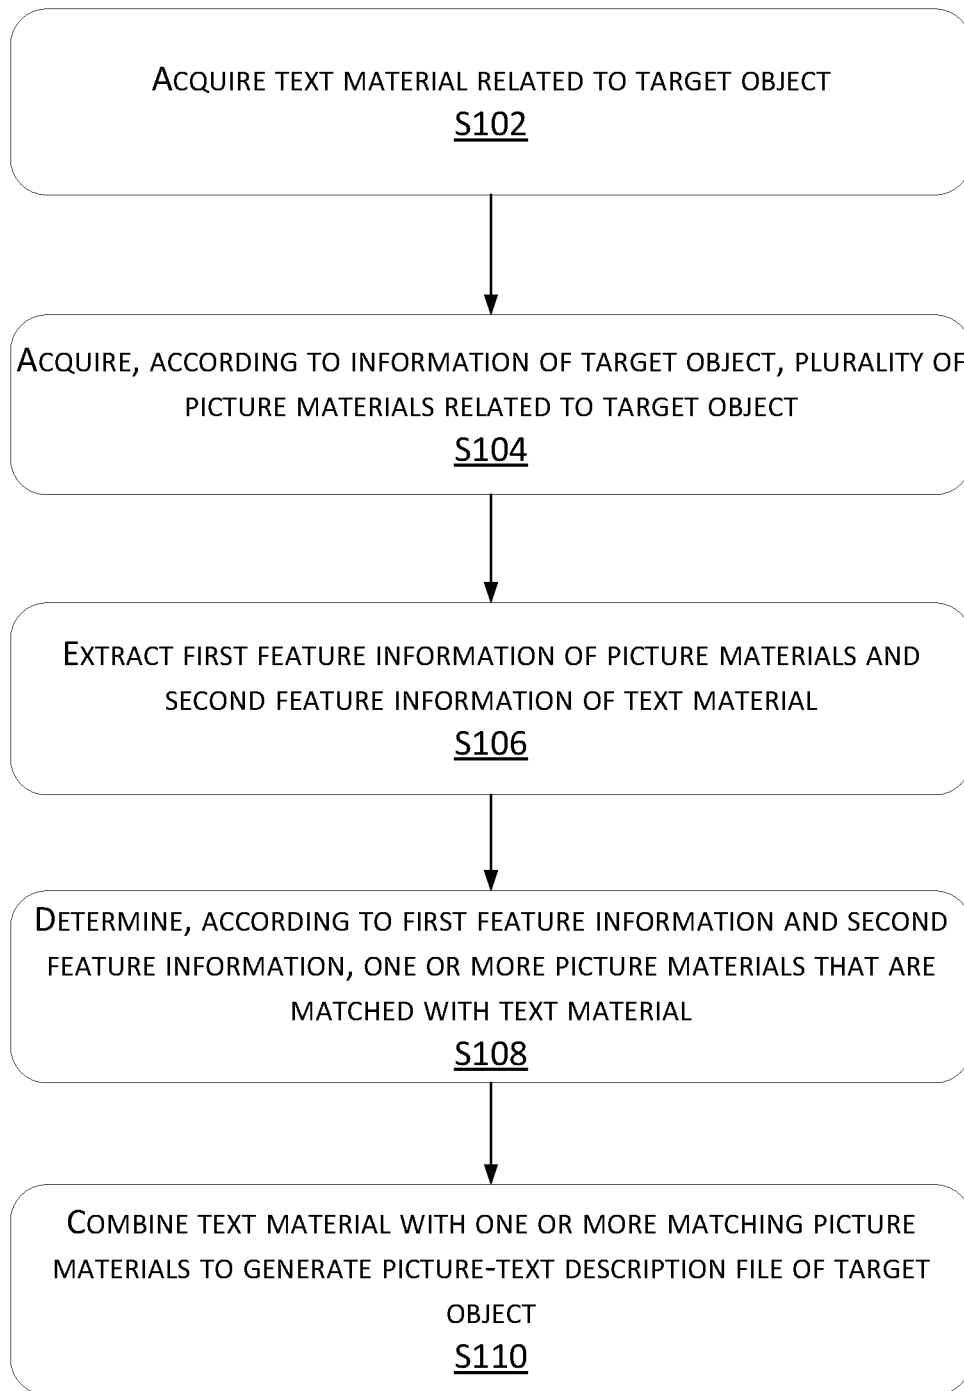 ACQUIRE TEXT MATERIAL RELATED TO TARGET OBJECT
S102
ACQUIRE, ACCORDING TO INFORMATION OF TARGET OBJECT, PLURALITY OF
PICTURE MATERIALS RELATED TO TARGET OBJECT
S104
EXTRACT FIRST FEATURE INFORMATION OF PICTURE MATERIALS AND
SECOND FEATURE INFORMATION OF TEXT MATERIAL
S106
DETERMINE, ACCORDING TO FIRST FEATURE INFORMATION AND SECOND
FEATURE INFORMATION, ONE OR MORE PICTURE MATERIALS THAT ARE
MATCHED WITH TEXT MATERIAL
S108
COMBINE TEXT MATERIAL WITH ONE OR MORE MATCHING PICTURE
MATERIALS TO GENERATE PICTURE-TEXT DESCRIPTION FILE OF TARGET
OBJECT
S110